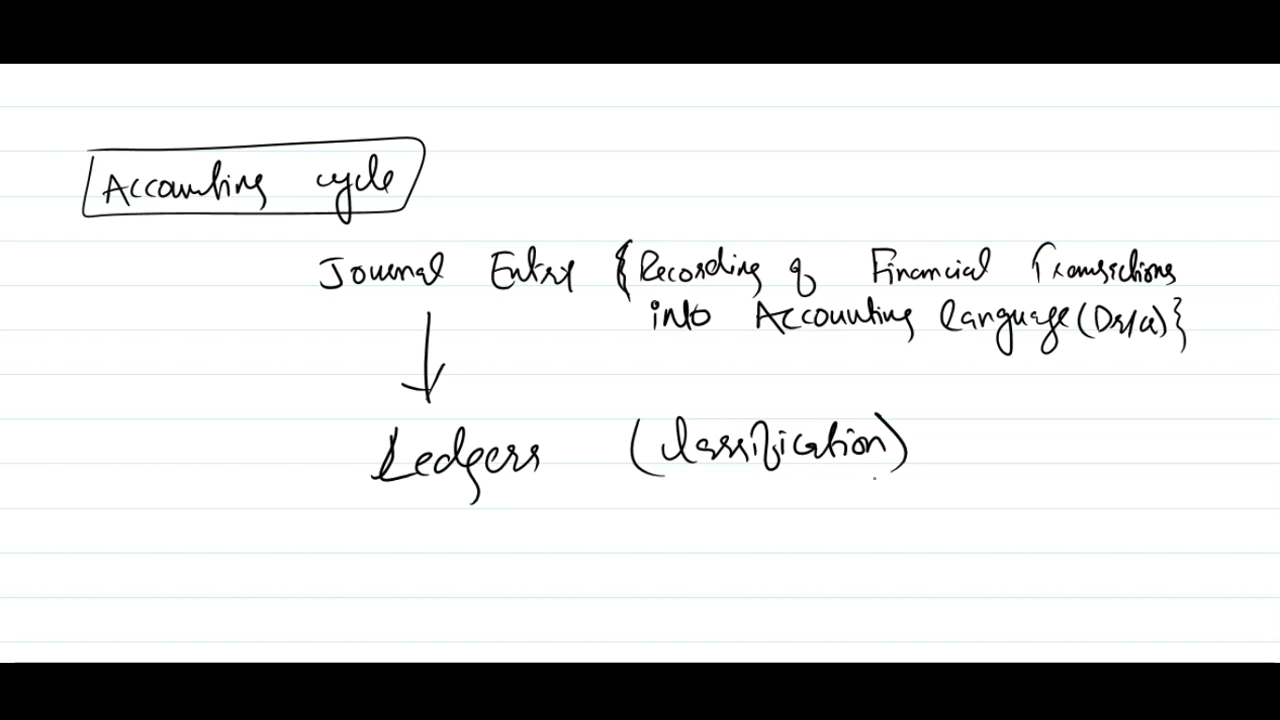 Accounting cycle
Journal Entry {Recording of Financial Transactions
into Accounting language (Dr/Cr)}
Ledgers (Classification)